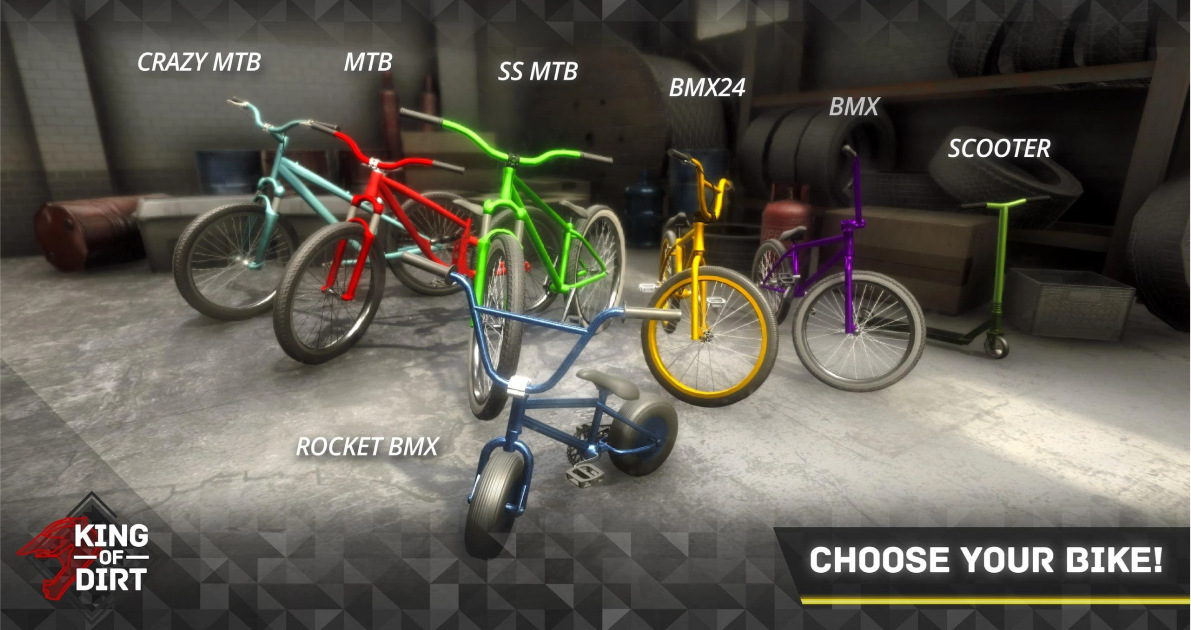 CRAZY MTB
MTB
SS MTB
BMX24
BMX
SCOOTER
ROCKET BMX
KING
OF
DIRT
CHOOSE YOUR BIKE!